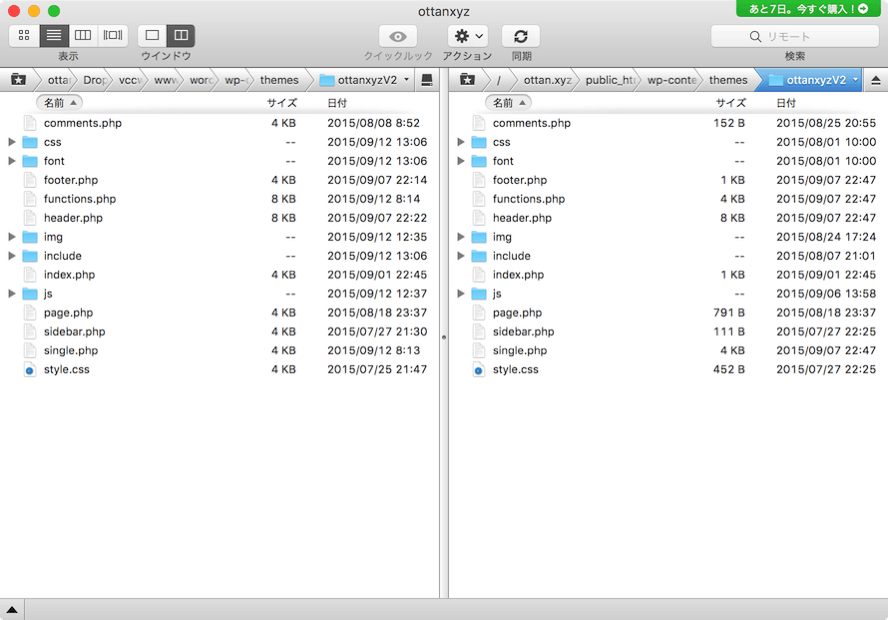 ottanxyz
あと7日。今すぐ購入！
リモート
表示 ウインドウ クイックルック アクション 同期 検索
otta Drop vccw www word wp-c themes ottanxyzV2
名前 サイズ 日付
comments.php 4 KB 2015/08/08 8:52
css -- 2015/09/12 13:06
font -- 2015/09/12 13:06
footer.php 4 KB 2015/09/07 22:14
functions.php 8 KB 2015/09/12 8:14
header.php 8 KB 2015/09/07 22:22
img -- 2015/09/12 12:35
include -- 2015/09/12 13:06
index.php 4 KB 2015/09/01 22:45
js -- 2015/09/12 12:37
page.php 4 KB 2015/08/18 23:37
sidebar.php 4 KB 2015/07/27 21:30
single.php 4 KB 2015/09/12 8:13
style.css 4 KB 2015/07/25 21:47
/ ottan.xyz public_ht wp-conte themes ottanxyzV2
名前 サイズ 日付
comments.php 152 B 2015/08/25 20:55
css -- 2015/08/01 10:00
font -- 2015/08/01 10:00
footer.php 1 KB 2015/09/07 22:47
functions.php 4 KB 2015/09/07 22:47
header.php 8 KB 2015/09/07 22:47
img -- 2015/08/24 17:24
include -- 2015/08/07 21:01
index.php 1 KB 2015/09/01 22:45
js -- 2015/09/06 13:58
page.php 791 B 2015/08/18 23:37
sidebar.php 111 B 2015/07/27 22:25
single.php 4 KB 2015/09/07 22:47
style.css 452 B 2015/07/27 22:25